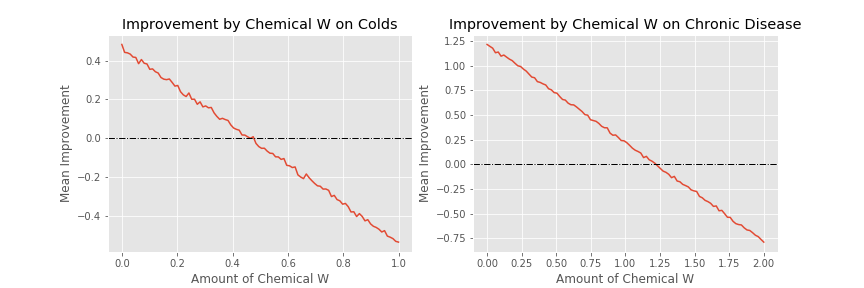 Improvement by Chemical W on Colds
0.4
0.2
0.0
−0.2
−0.4
Mean Improvement
0.0 0.2 0.4 0.6 0.8 1.0
Amount of Chemical W
Improvement by Chemical W on Chronic Disease
1.25
1.00
0.75
0.50
0.25
0.00
−0.25
−0.50
−0.75
Mean Improvement
0.00 0.25 0.50 0.75 1.00 1.25 1.50 1.75 2.00
Amount of Chemical W